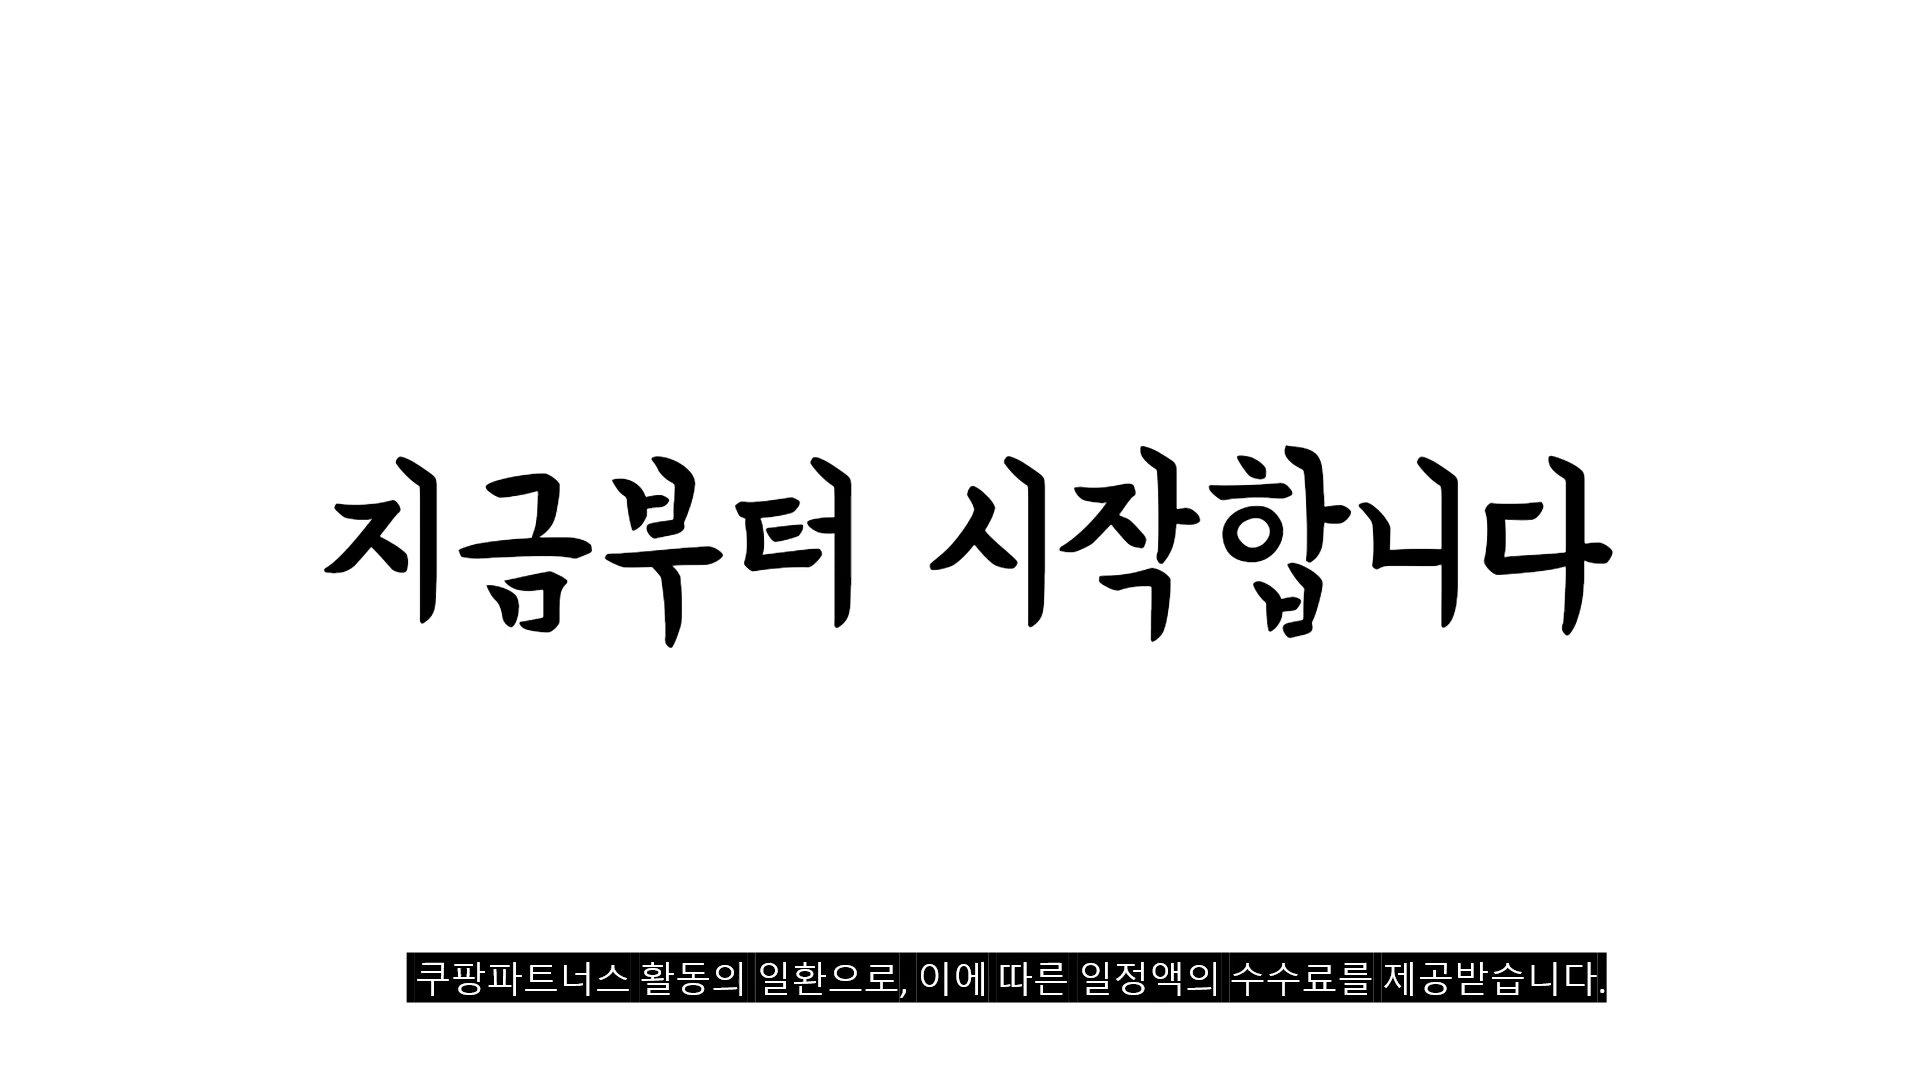 지금부터 시작합니다
쿠팡파트너스 활동의 일환으로, 이에 따른 일정액의 수수료를 제공받습니다.